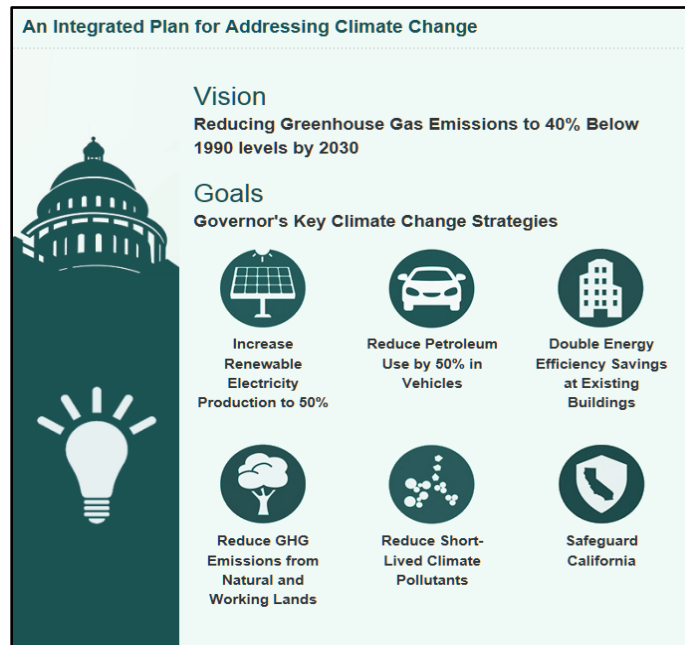 An Integrated Plan for Addressing Climate Change
Vision
Reducing Greenhouse Gas Emissions to 40% Below
1990 levels by 2030
Goals
Governor's Key Climate Change Strategies
Increase
Renewable
Electricity
Production to 50%
Reduce Petroleum
Use by 50% in
Vehicles
Double Energy
Efficiency Savings
at Existing
Buildings
Reduce GHG
Emissions from
Natural and
Working Lands
Reduce Short-
Lived Climate
Pollutants
Safeguard
California